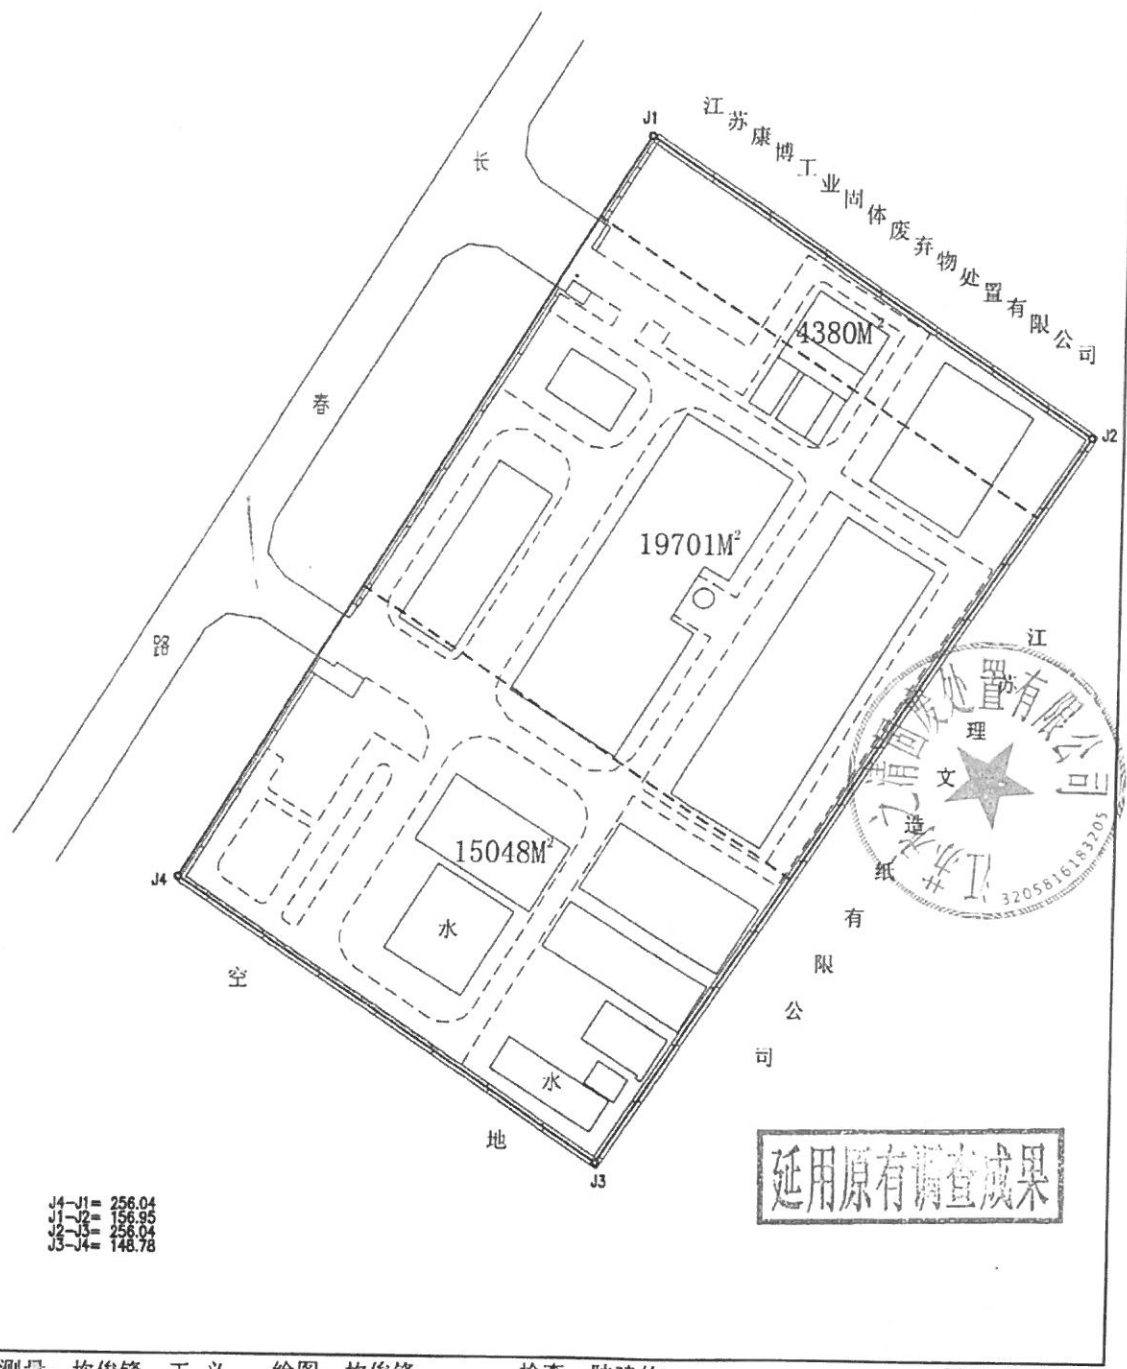 J1
江苏康博工业固体废弃物处置有限公司
长
4380M²
春
J2
19701M²
路
江苏理文造纸有限公司
15048M²
J4
水
空
水
地
J3
3205816183205
延用原有调查成果
J4-J1= 256.04
J1-J2= 156.95
J2-J3= 256.04
J3-J4= 148.78